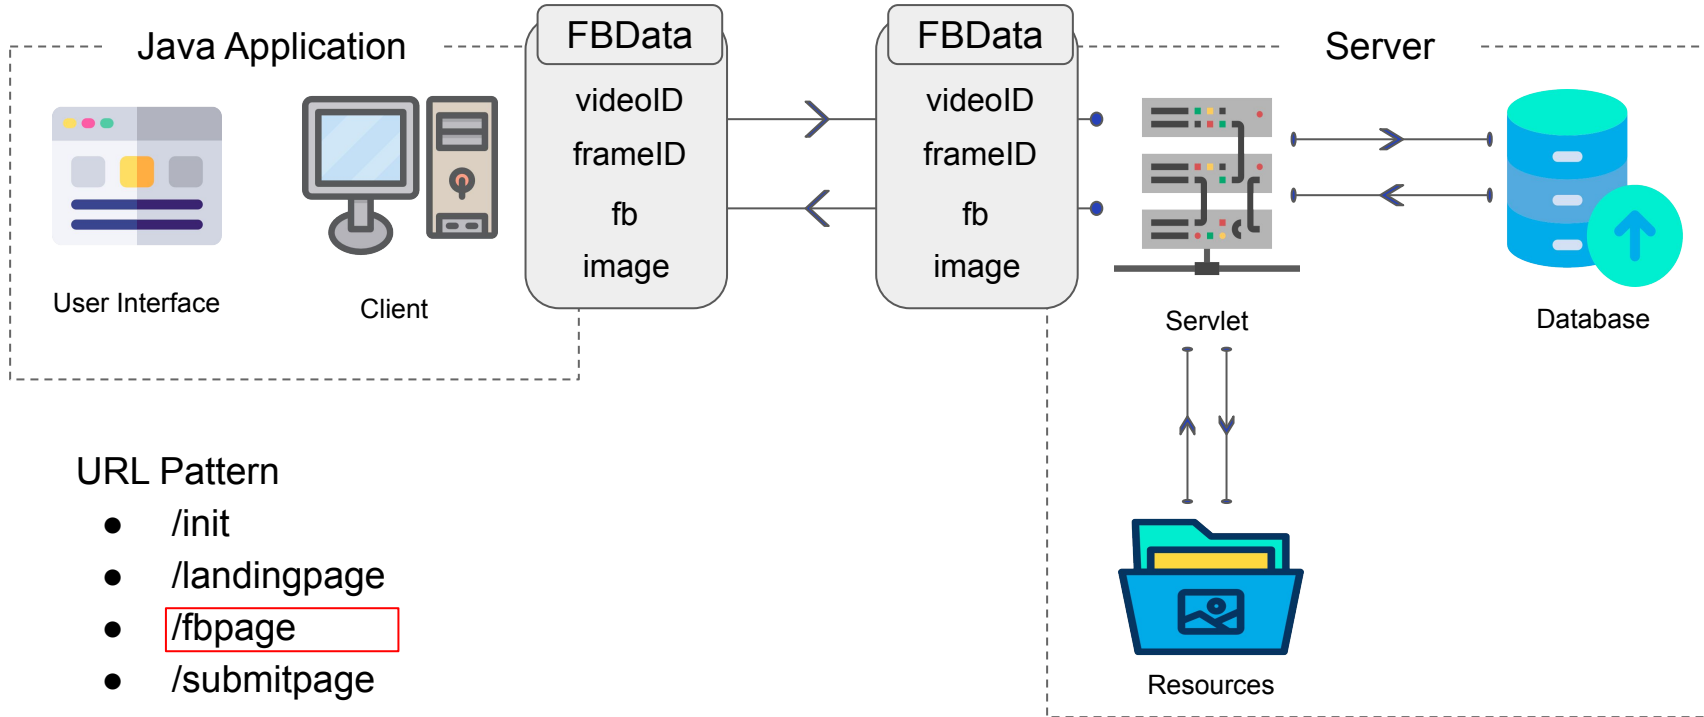 Java Application
User Interface
Client
FBData
videoID
frameID
fb
image
FBData
videoID
frameID
fb
image
Server
Servlet
Database
Resources
URL Pattern
● /init
● /landingpage
● /fbpage
● /submitpage